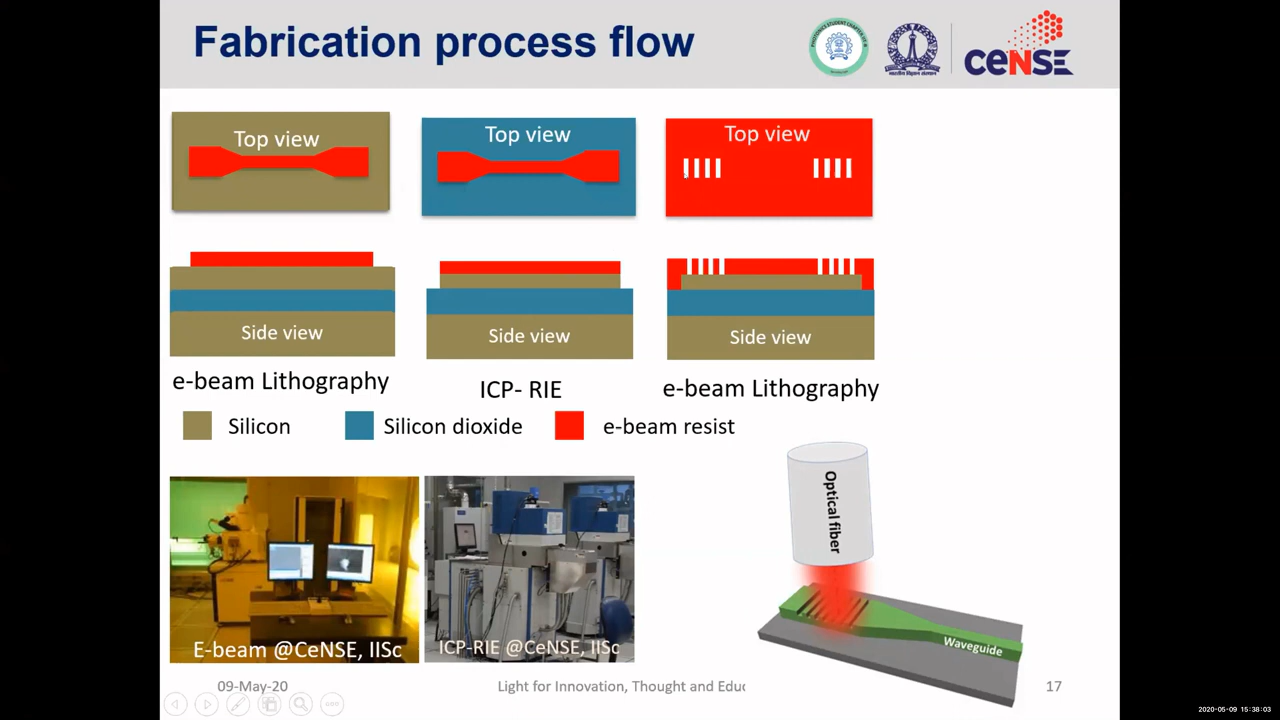 Fabrication process flow
ceNSE
Top view
Top view
Top view
Side view
Side view
Side view
e-beam Lithography
ICP- RIE
e-beam Lithography
Silicon
Silicon dioxide
e-beam resist
Optical fiber
Waveguide
E-beam @CeNSE, IISc
ICP-RIE @CeNSE, IISc
09-May-20
Light for Innovation, Thought and Educ
17
2020-05-09 15:38:03